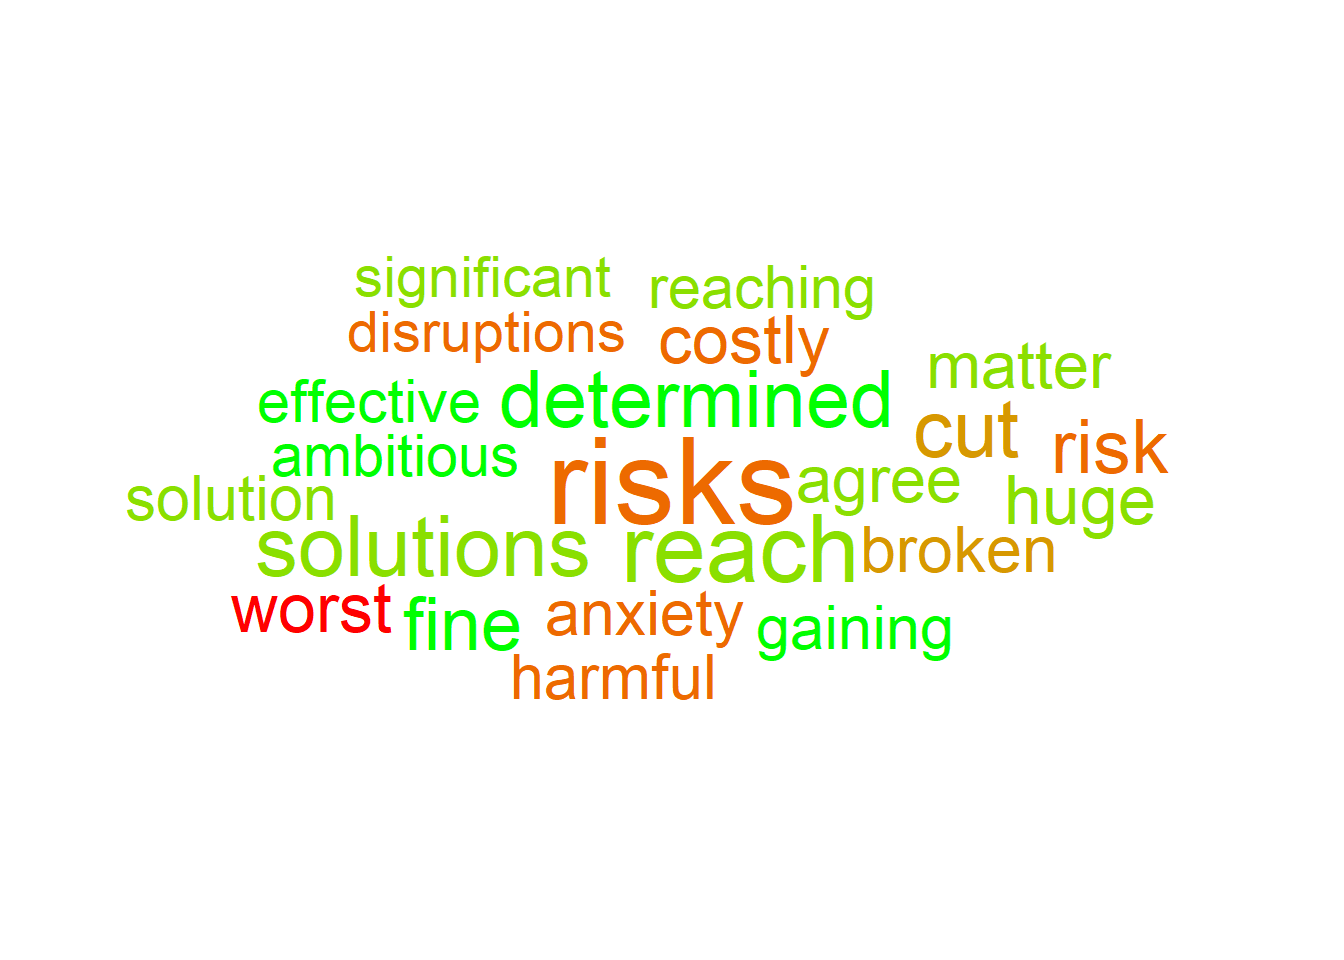 significant reaching
disruptions costly
matter
effective determined
cut risk
ambitious
risks agree
solution huge
solutions reach broken
worst fine anxiety gaining
harmful